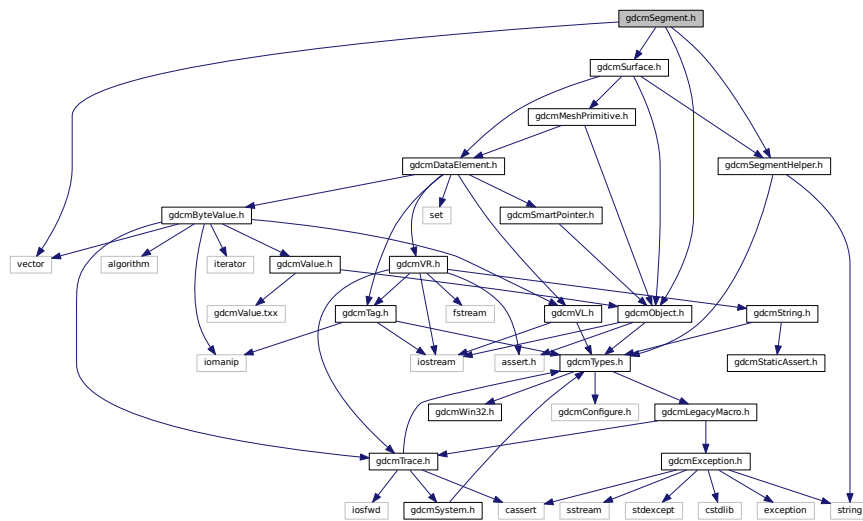 gdcmSegment.h
gdcmSurface.h
gdcmMeshPrimitive.h
gdcmDataElement.h
gdcmSegmentHelper.h
gdcmByteValue.h
set
gdcmSmartPointer.h
vector
algorithm
iterator
gdcmValue.h
gdcmVR.h
gdcmValue.txx
gdcmTag.h
fstream
gdcmVL.h
gdcmObject.h
gdcmString.h
iomanip
iostream
assert.h
gdcmTypes.h
gdcmStaticAssert.h
gdcmWin32.h
gdcmConfigure.h
gdcmLegacyMacro.h
gdcmTrace.h
gdcmException.h
iosfwd
gdcmSystem.h
cassert
sstream
stdexcept
cstdlib
exception
string